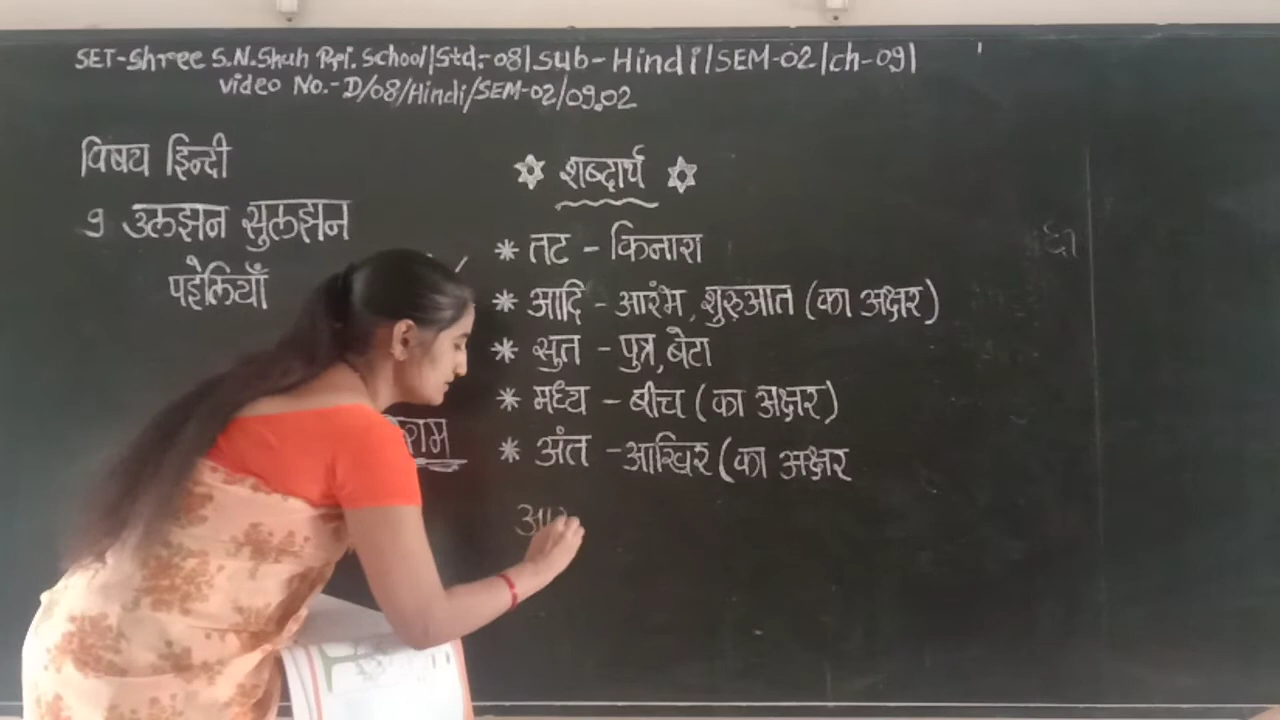 SET-Shree S.N.Shah Pri. School|Std-08|Sub-Hindi|SEM-02|ch-09|
video No.-D/08/Hindi/SEM-02/09.02
विषय हिन्दी
9 उलझन सुलझन
पहेलियाँ
शब्दार्थ
* तट - किनारा
* आदि - आरंभ, शुरुआत (का अक्षर)
* सुत - पुत्र, बेटा
* मध्य - बीच (का अक्षर)
* अंत - आखिर (का अक्षर